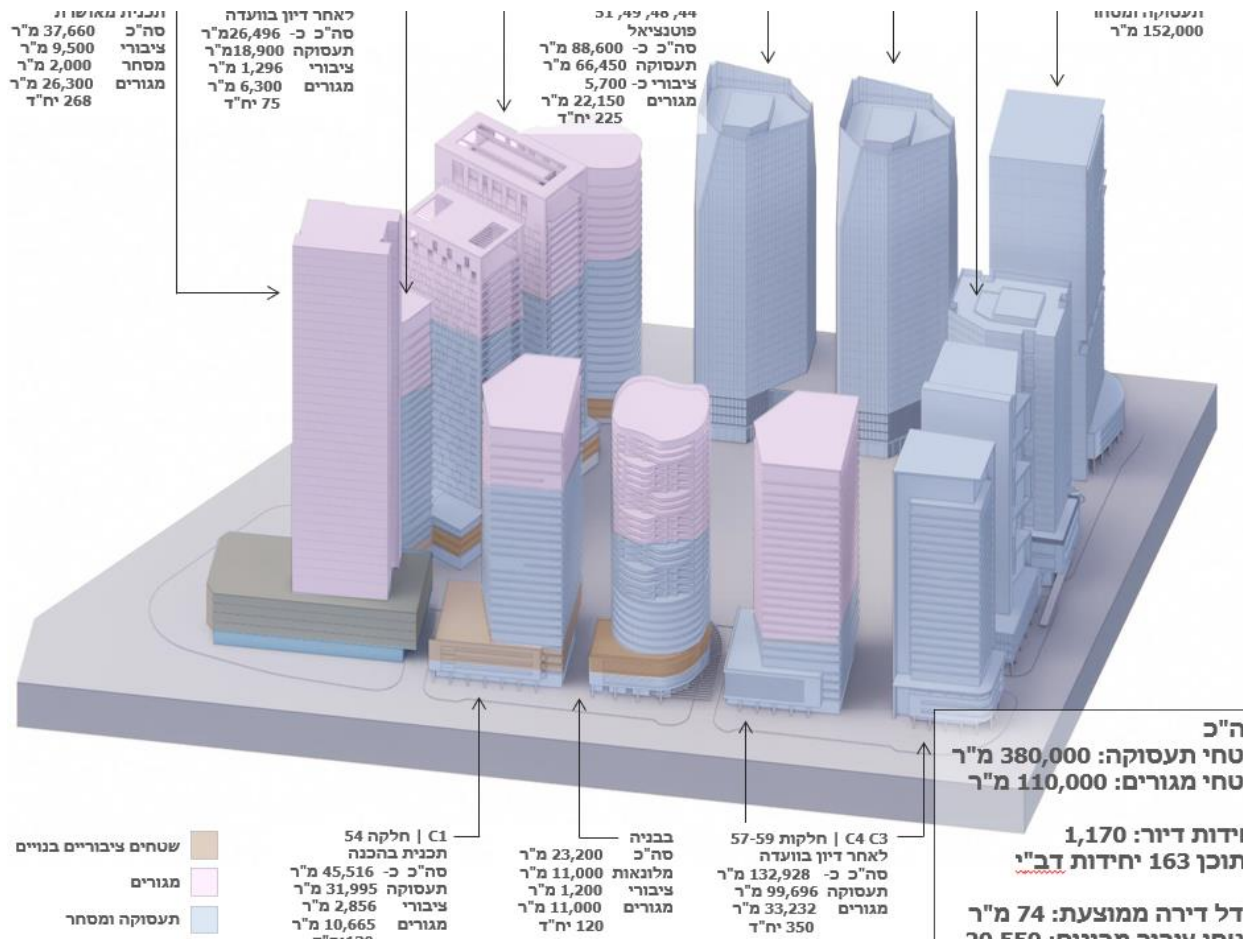 תכנית מאושרת
סה"כ 37,660 מ"ר
ציבורי 9,500 מ"ר
מסחר 2,000 מ"ר
מגורים 26,300 מ"ר
268 יח"ד
לאחר דיון בוועדה
סה"כ כ- 26,496מ"ר
תעסוקה 18,900מ"ר
ציבורי 1,296 מ"ר
מגורים 6,300 מ"ר
75 יח"ד
44, 48, 49, 51
פוטנציאל
סה"כ כ- 88,600 מ"ר
תעסוקה 66,450 מ"ר
ציבורי כ- 5,700
מגורים 22,150 מ"ר
225 יח"ד
תעסוקה ומסחר
152,000 מ"ר
שטחים ציבוריים בנויים
מגורים
תעסוקה ומסחר
C1 | חלקה 54
תכנית בהכנה
סה"כ כ- 45,516 מ"ר
תעסוקה 31,995 מ"ר
ציבורי 2,856 מ"ר
מגורים 10,665 מ"ר
בבניה
סה"כ 23,200 מ"ר
מלונאות 11,000 מ"ר
ציבורי 1,200 מ"ר
מגורים 11,000 מ"ר
120 יח"ד
C4 C3 | חלקות 57-59
לאחר דיון בוועדה
סה"כ כ- 132,928 מ"ר
תעסוקה 99,696 מ"ר
מגורים 33,232 מ"ר
350 יח"ד
ה"כ
טחי תעסוקה: 380,000 מ"ר
טחי מגורים: 110,000 מ"ר
חידות דיור: 1,170
תוכן 163 יחידות דב"י
דל דירה ממוצעת: 74 מ"ר